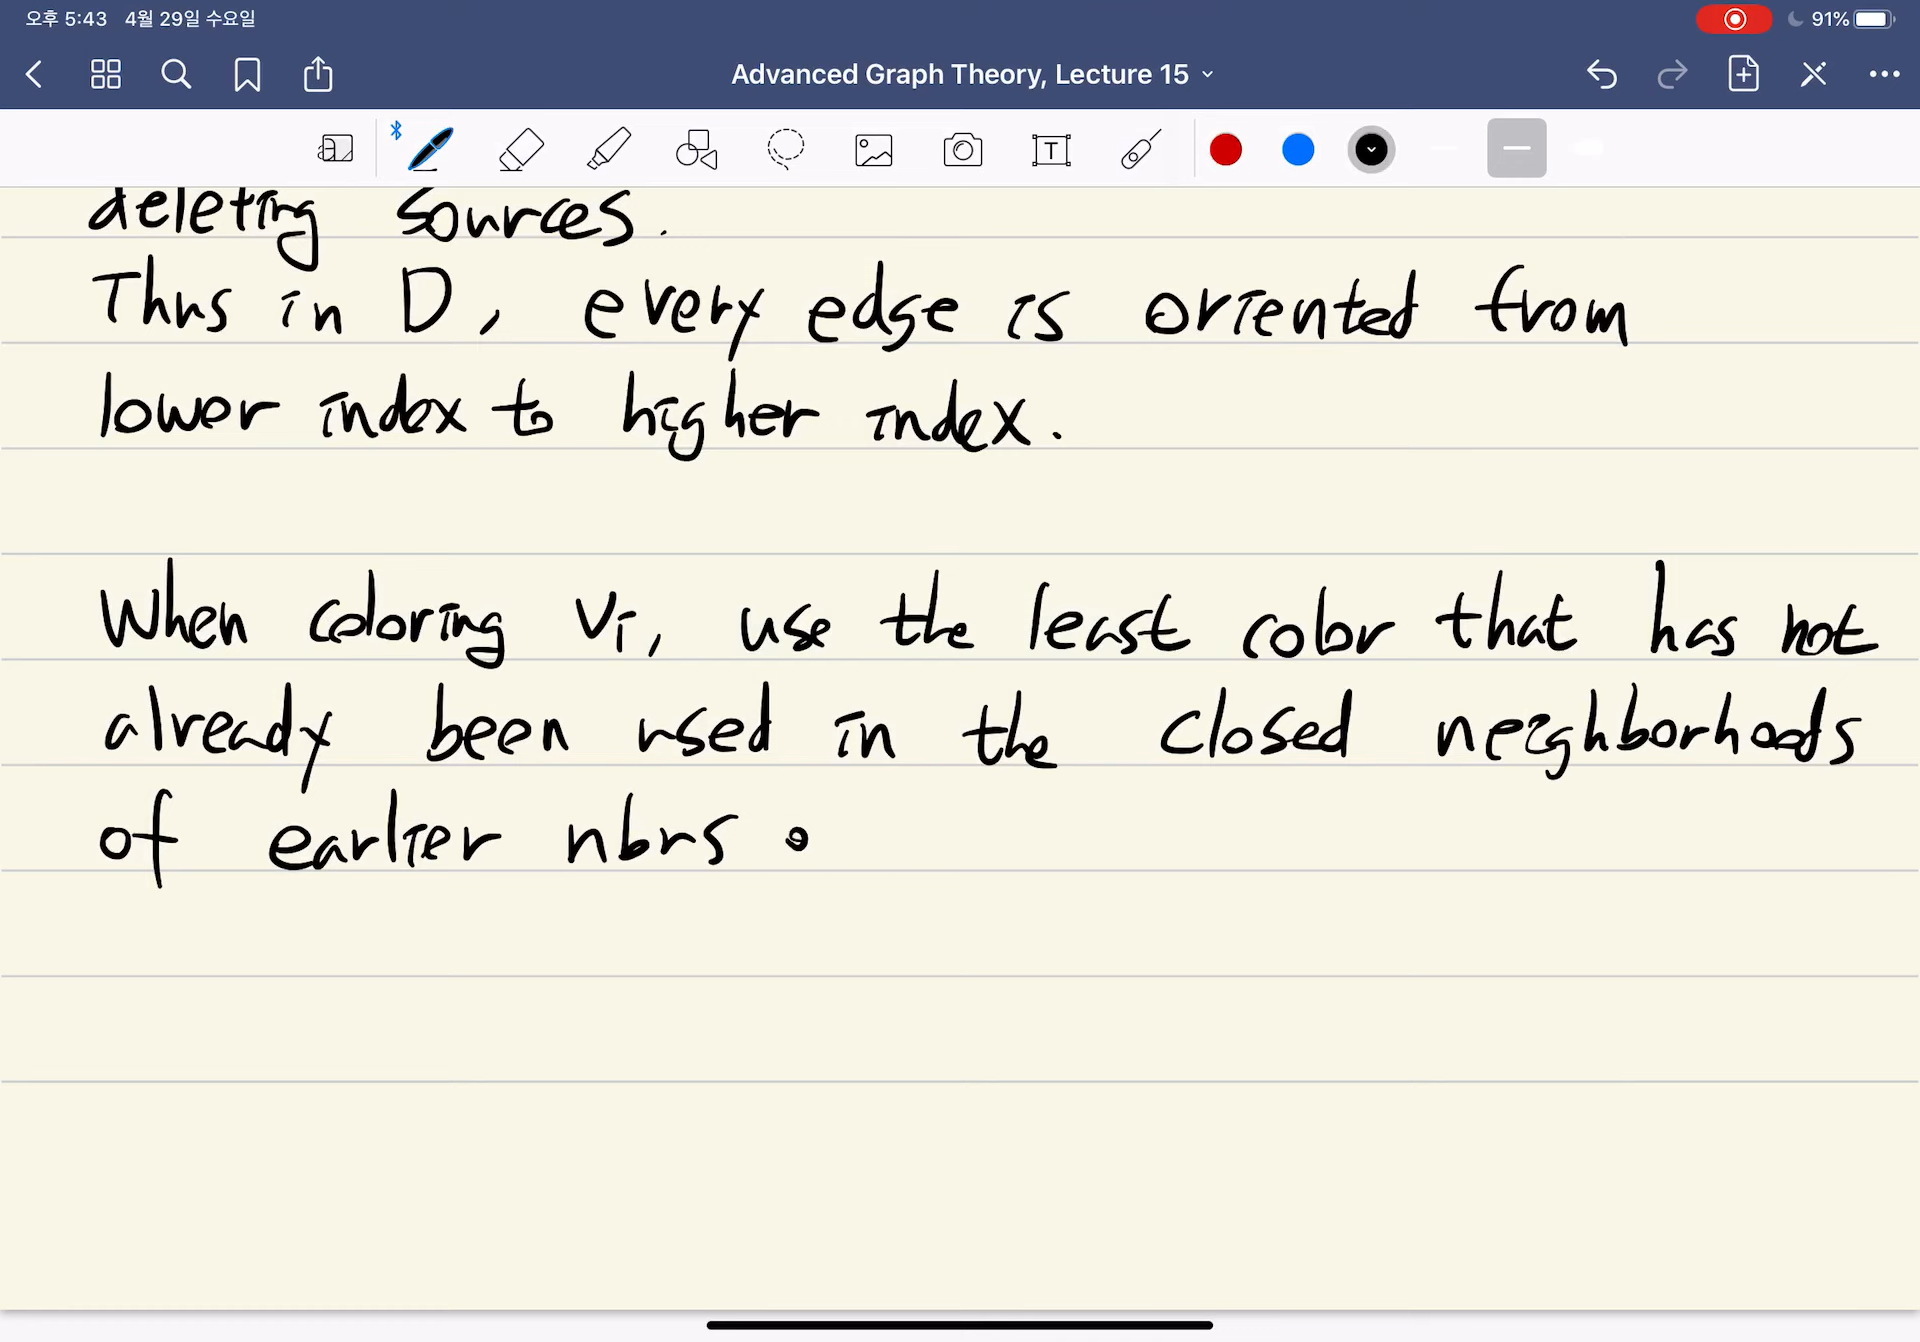 오후 5:43 4월 29일 수요일 91%
Advanced Graph Theory, Lecture 15
deleting sources.
Thus in D, every edge is oriented from
lower index to higher index.
When coloring vi, use the least color that has not
already been used in the closed neighborhoods
of earlier nbrs.